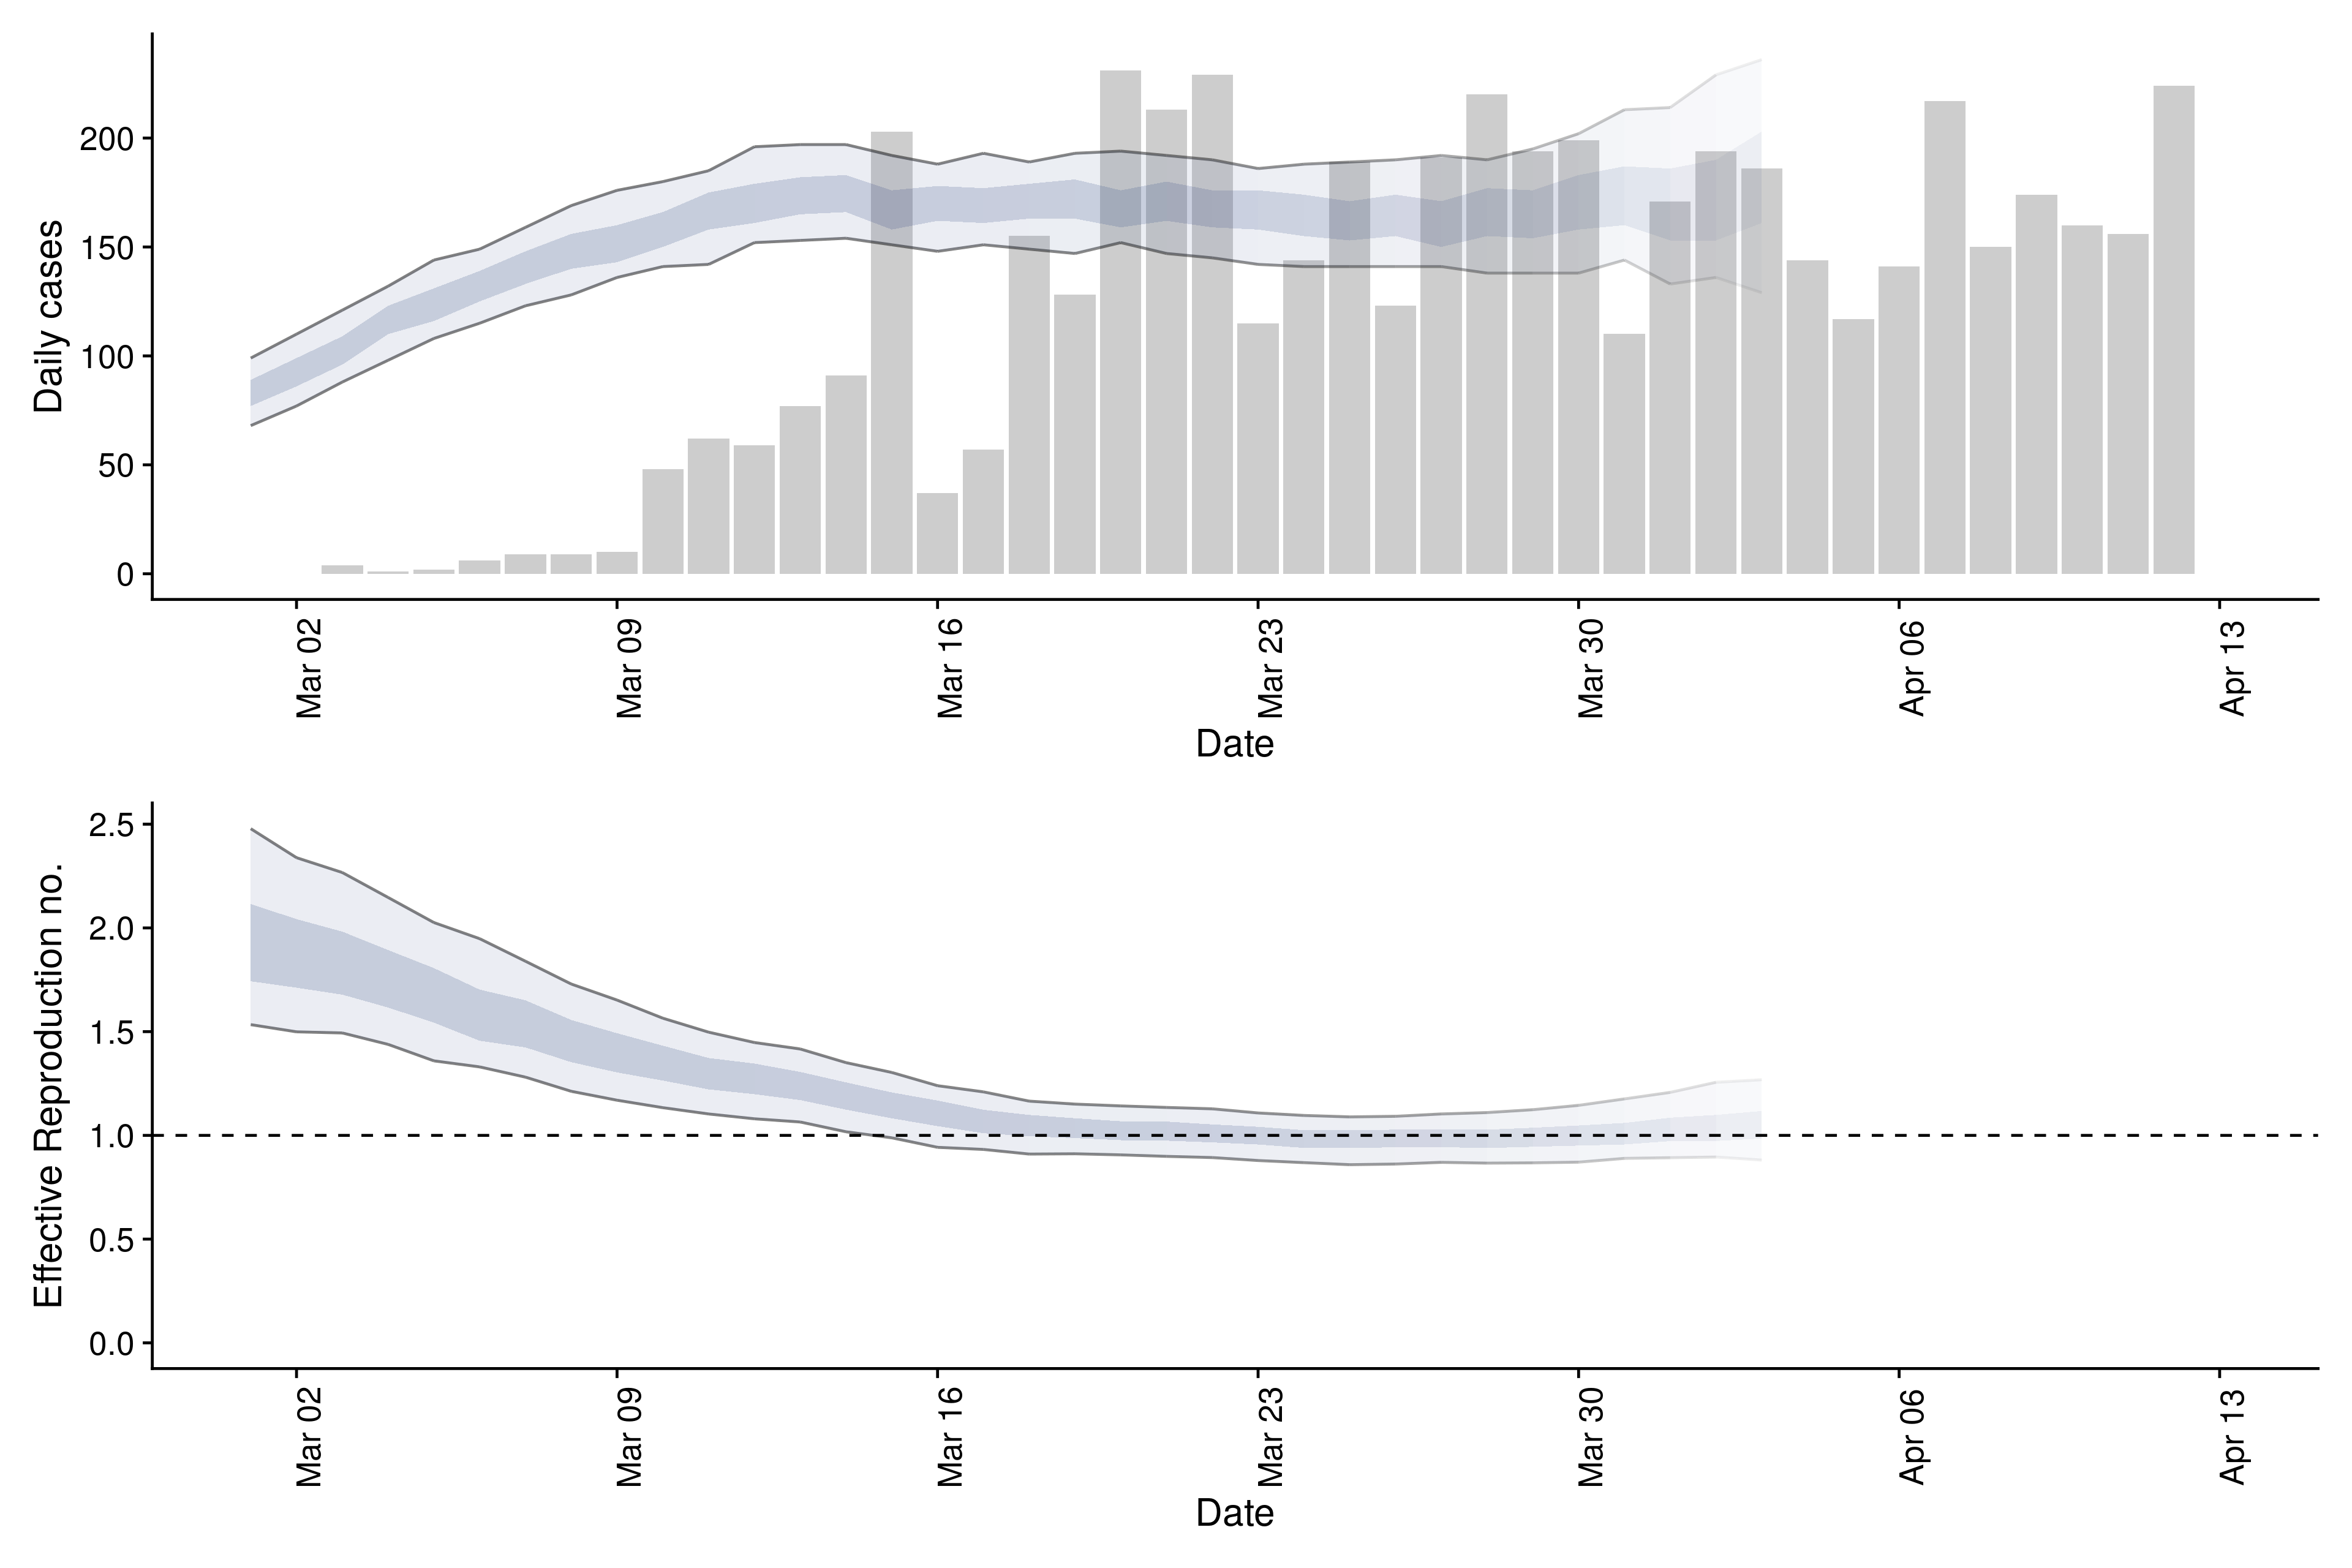 Daily cases
200
150
100
50
0
Mar 02
Mar 09
Mar 16
Mar 23
Mar 30
Apr 06
Apr 13
Date
Effective Reproduction no.
2.5
2.0
1.5
1.0
0.5
0.0
Mar 02
Mar 09
Mar 16
Mar 23
Mar 30
Apr 06
Apr 13
Date